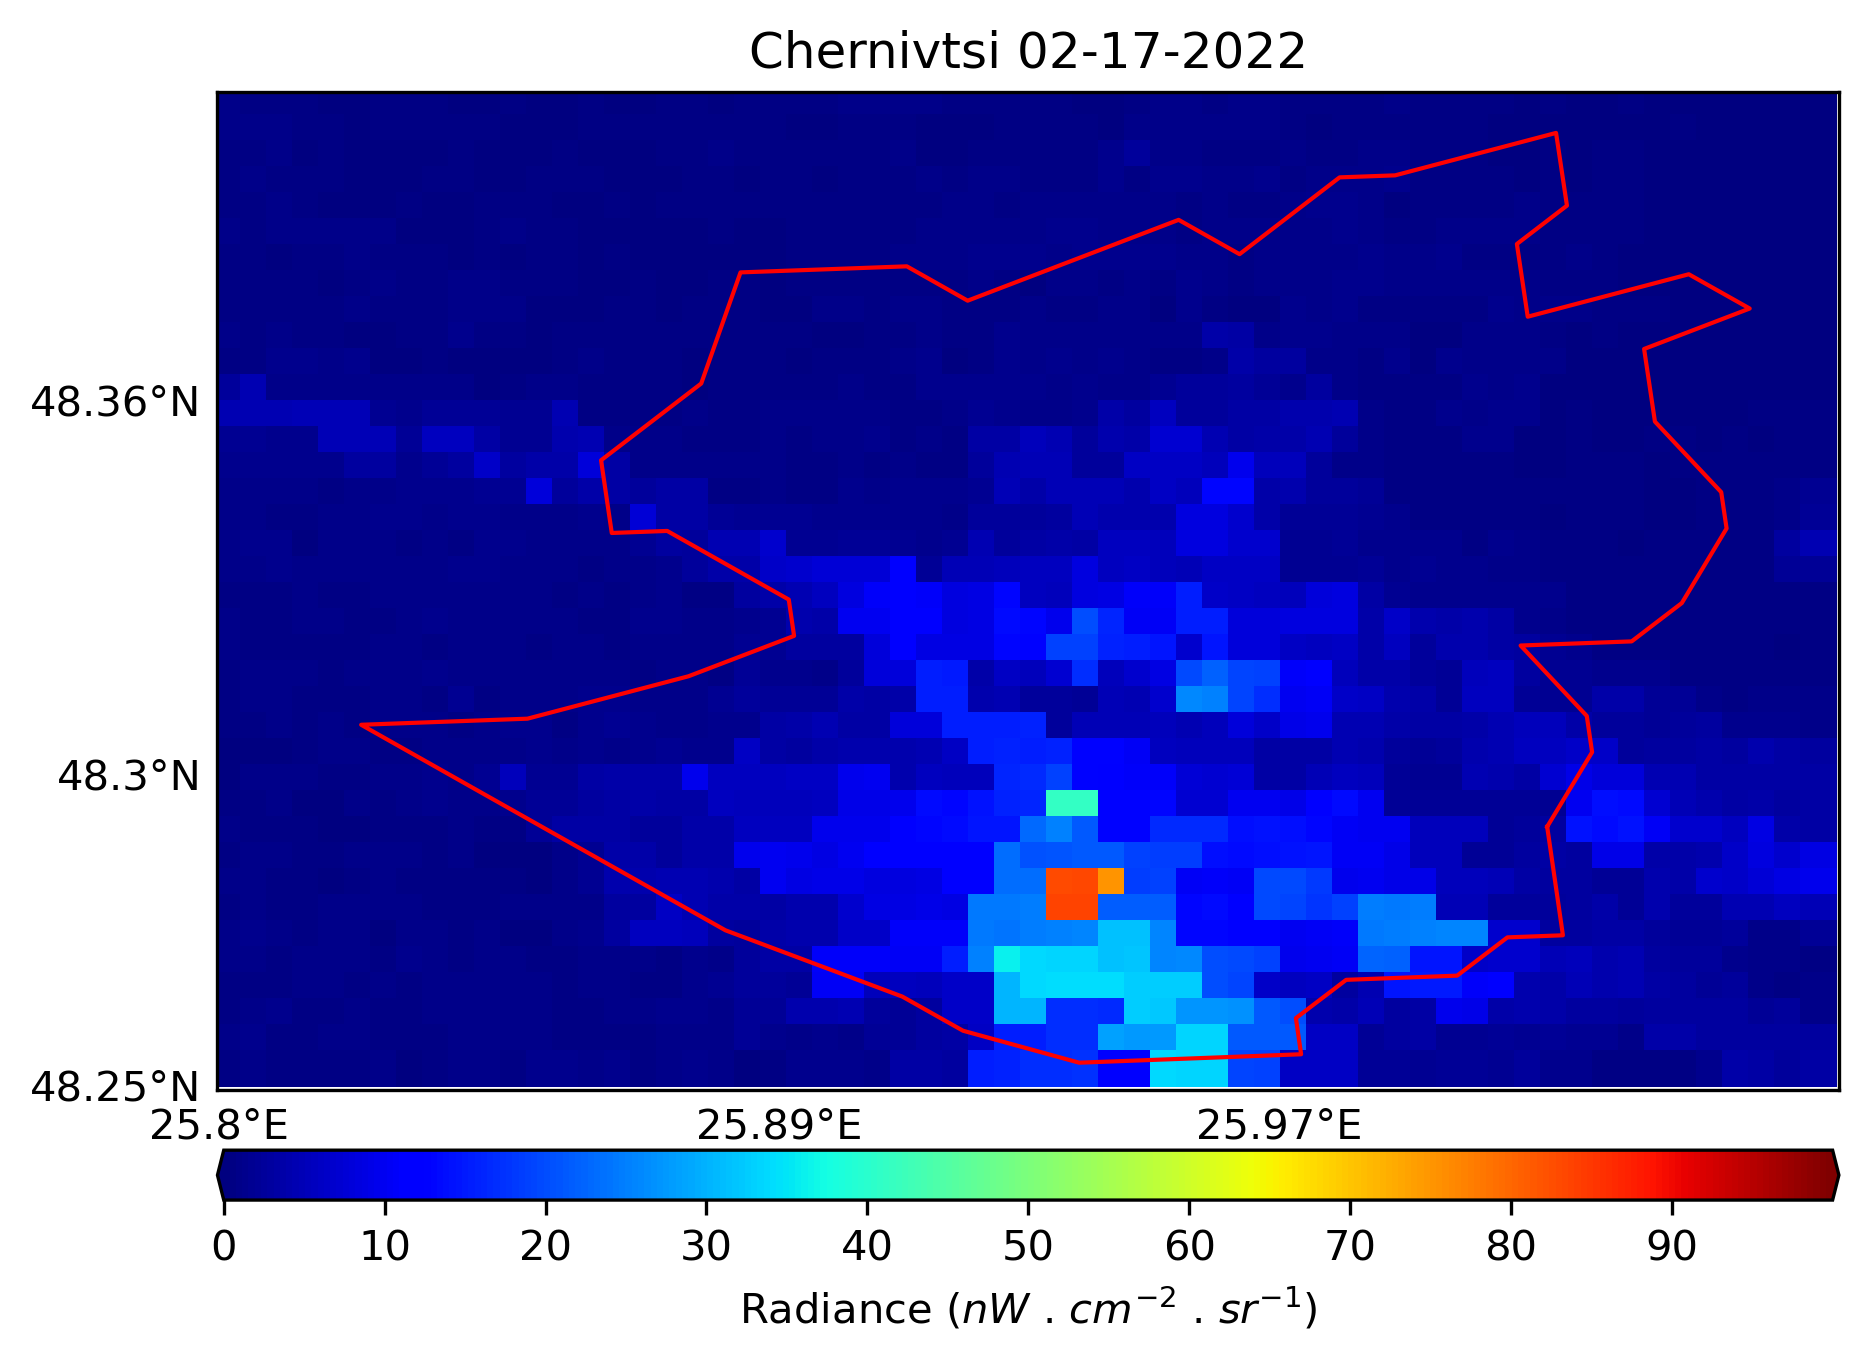 Chernivtsi 02-17-2022
48.36°N
48.3°N
48.25°N
25.8°E 25.89°E 25.97°E
0 10 20 30 40 50 60 70 80 90
Radiance (nW . cm⁻² . sr⁻¹)